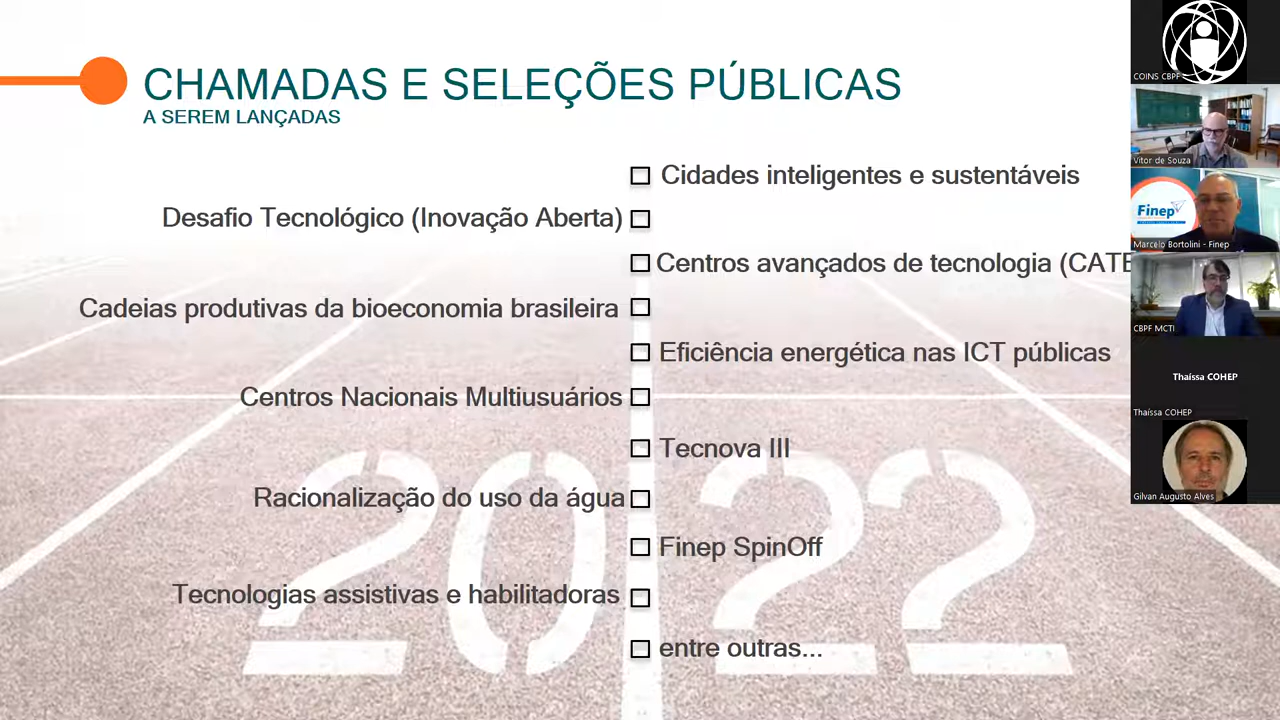 CHAMADAS E SELEÇÕES PÚBLICAS
A SEREM LANÇADAS
Cidades inteligentes e sustentáveis
Desafio Tecnológico (Inovação Aberta)
Centros avançados de tecnologia (CATE
Cadeias produtivas da bioeconomia brasileira
Eficiência energética nas ICT públicas
Centros Nacionais Multiusuários
Tecnova III
Racionalização do uso da água
Finep SpinOff
Tecnologias assistivas e habilitadoras
entre outras...
2022
COINS CBPF
Vitor de Souza
Finep
Marcelo Bortolini - Finep
CBPF MCTI
Thaíssa COHEP
Thaíssa COHEP
Gilvan Augusto Alves